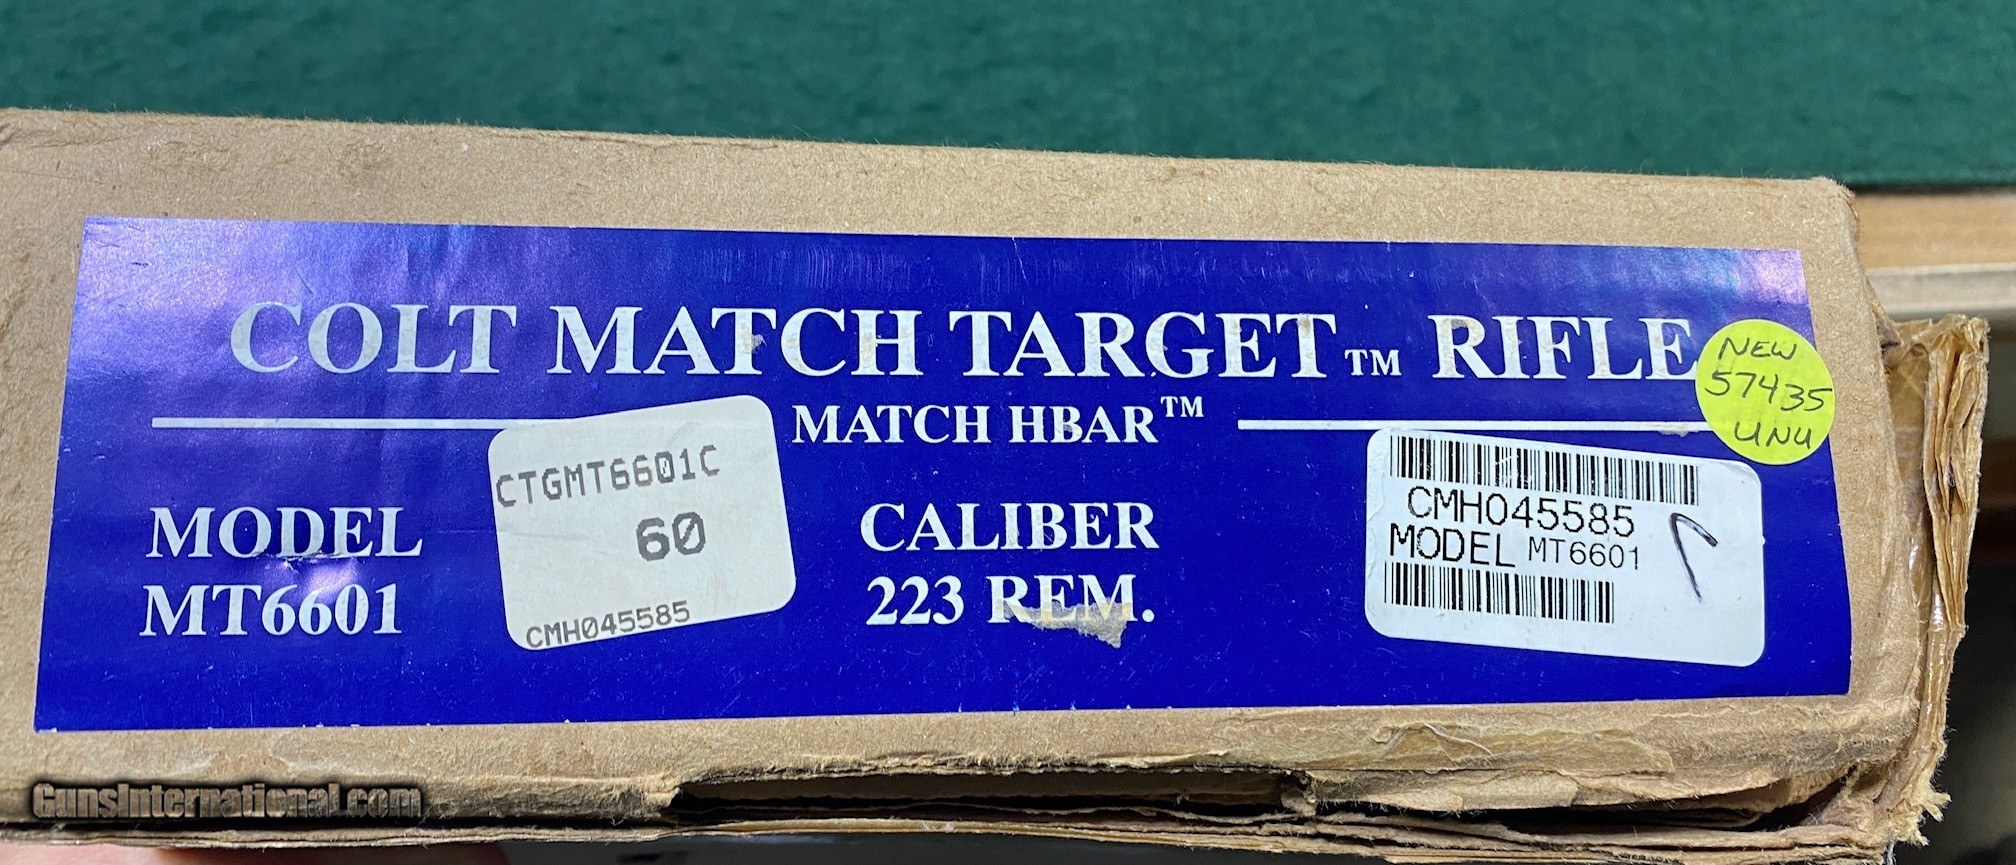 COLT MATCH TARGET™ RIFLE
MATCH HBAR™
MODEL
MT6601
CTGMT6601C
60
CMH045585
CALIBER
223 REM.
NEW
57435
UNU
CMH045585
MODEL MT6601
GunsInternational.com